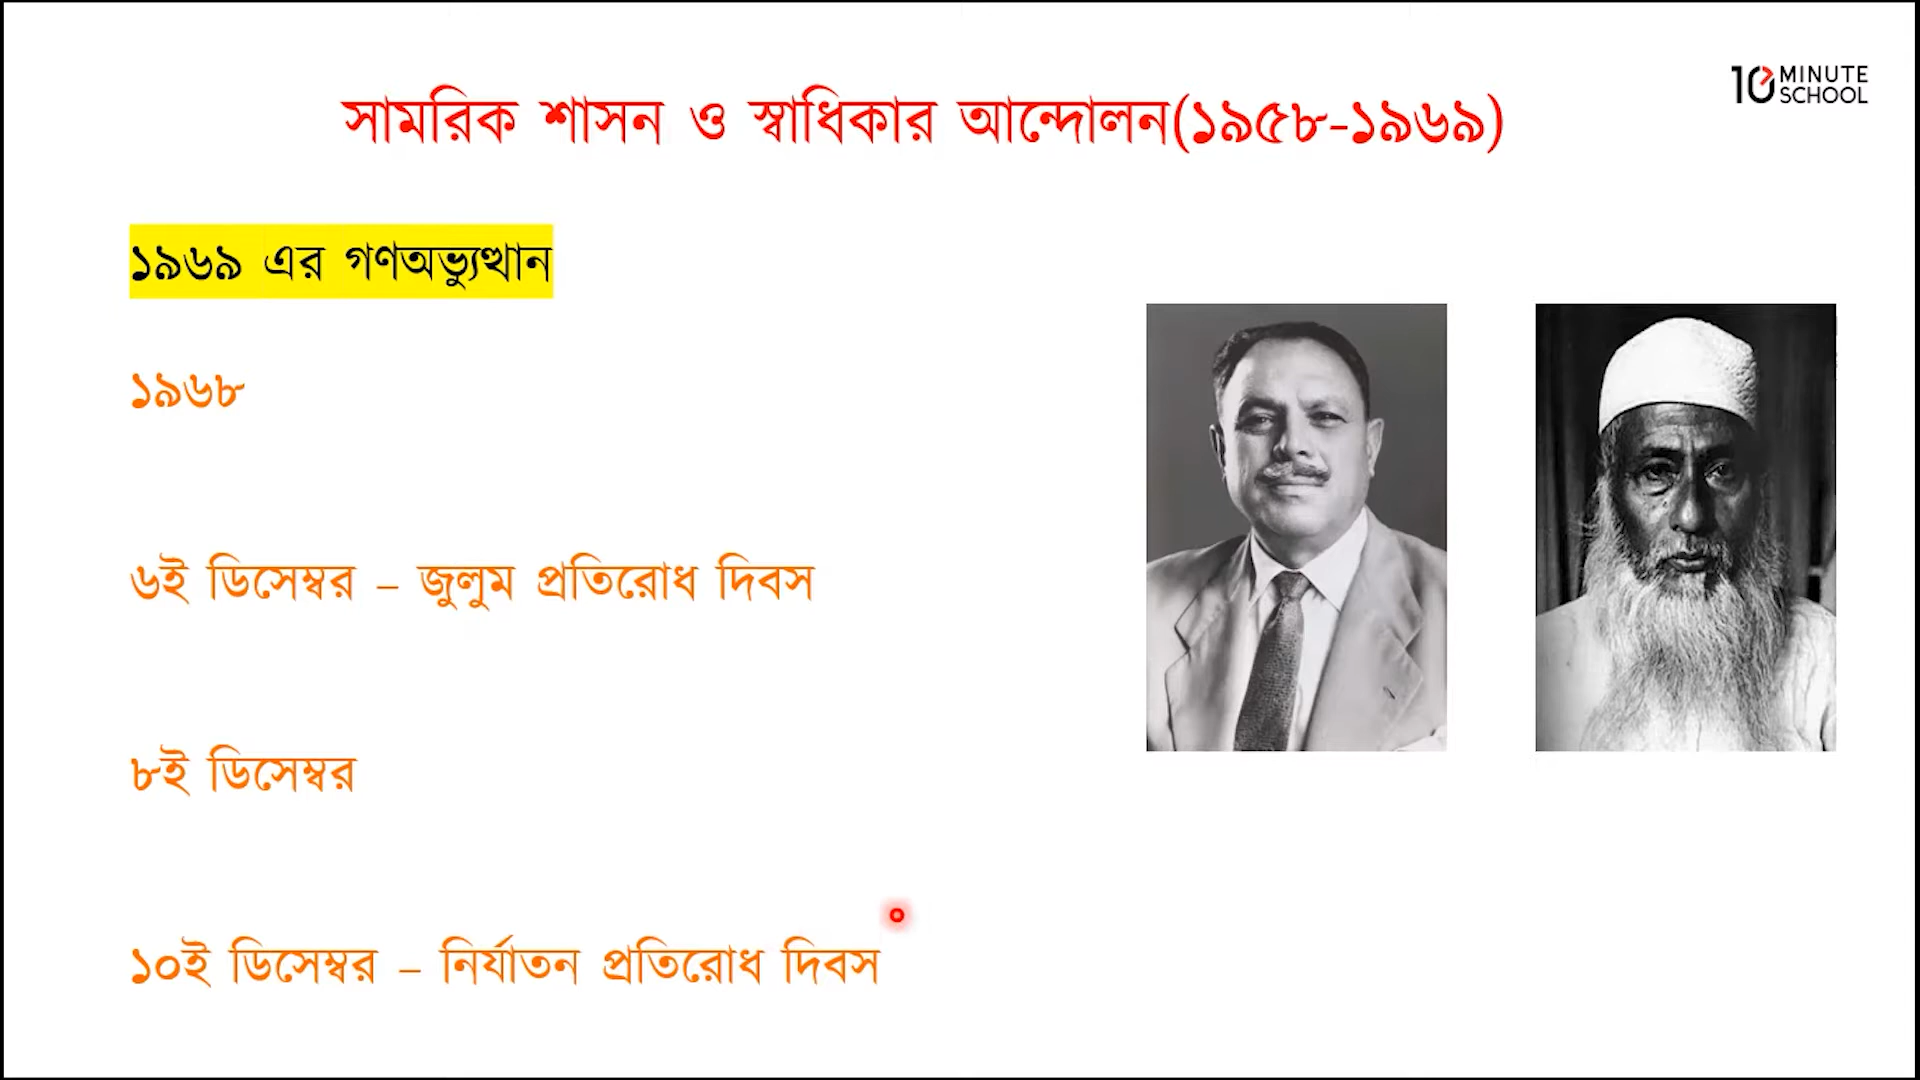 10 MINUTE
SCHOOL
সামরিক শাসন ও স্বাধিকার আন্দোলন(১৯৫৮-১৯৬৯)
১৯৬৯ এর গণঅভ্যুত্থান
১৯৬৮
৬ই ডিসেম্বর – জুলুম প্রতিরোধ দিবস
৮ই ডিসেম্বর
১০ই ডিসেম্বর – নির্যাতন প্রতিরোধ দিবস